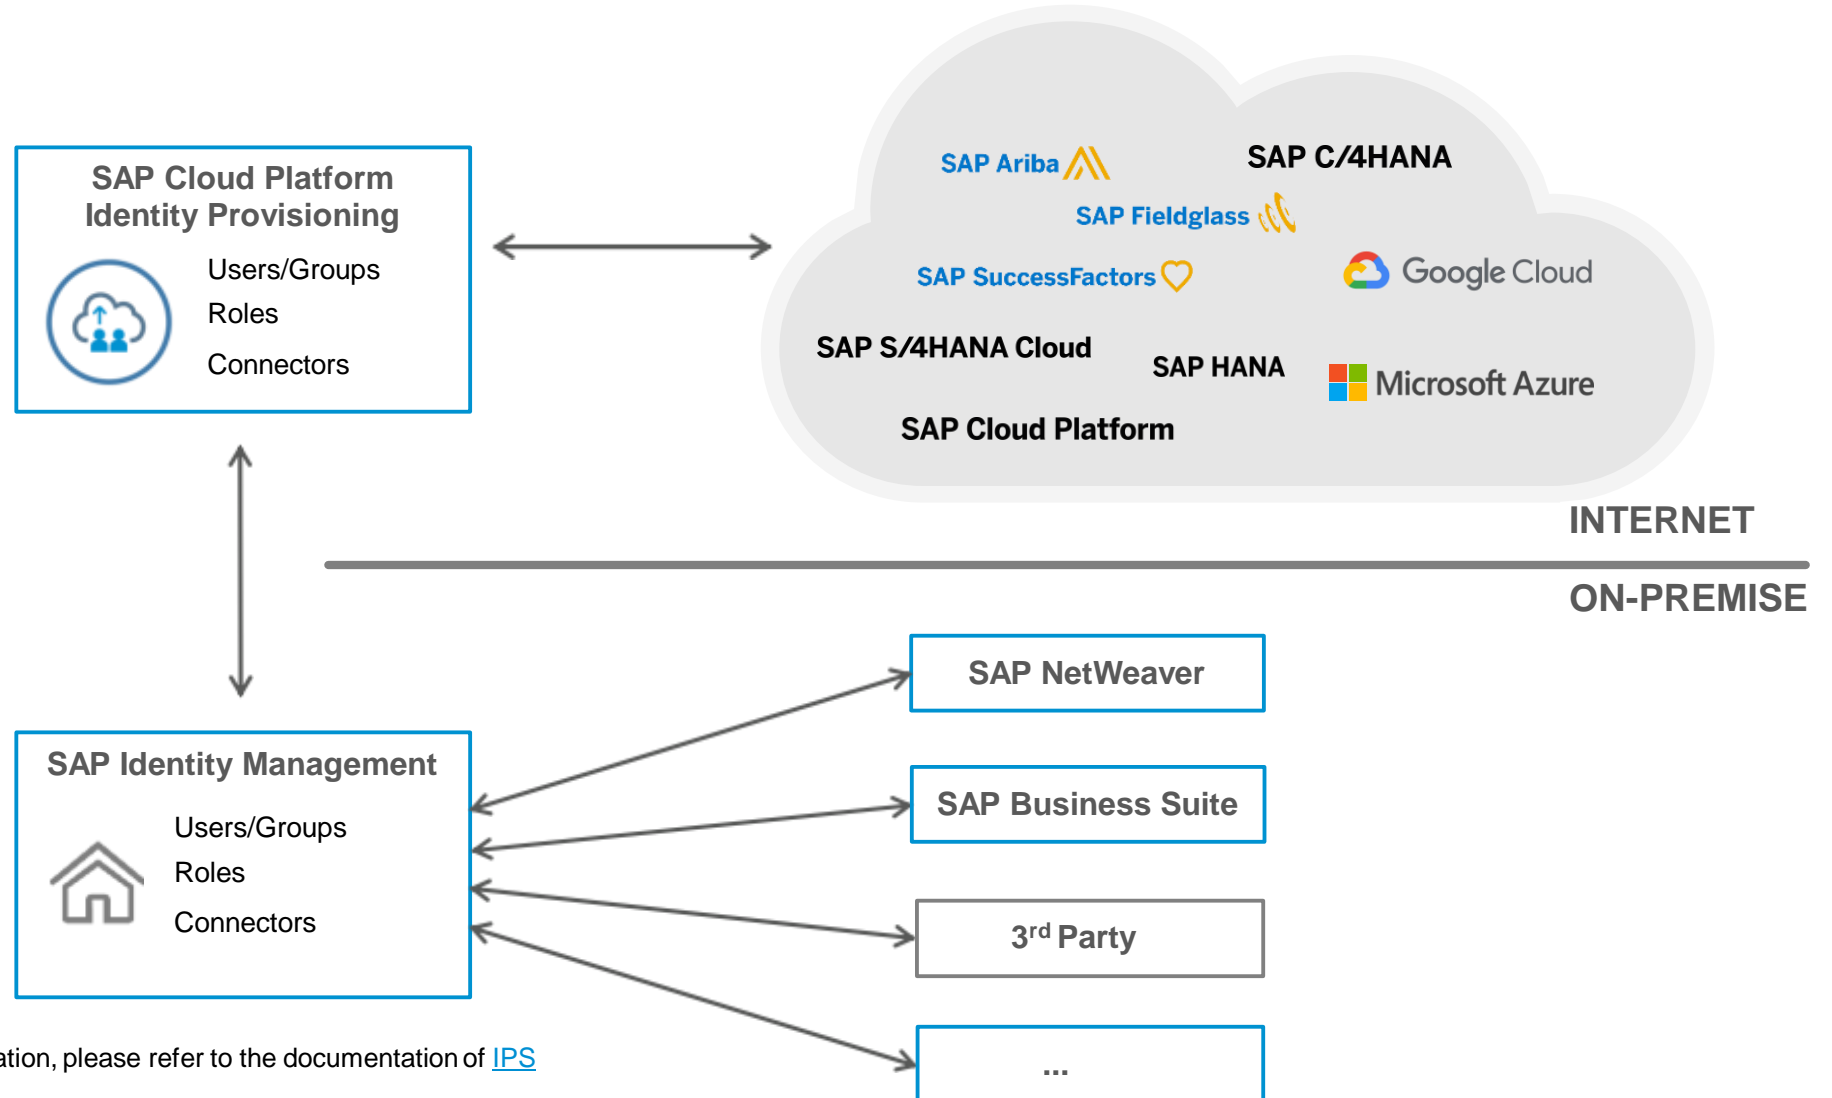 SAP Cloud Platform
Identity Provisioning
Users/Groups
Roles
Connectors
SAP Ariba
SAP C/4HANA
SAP Fieldglass
SAP SuccessFactors
Google Cloud
SAP S/4HANA Cloud
SAP HANA
Microsoft Azure
SAP Cloud Platform
INTERNET
ON-PREMISE
SAP Identity Management
Users/Groups
Roles
Connectors
SAP NetWeaver
SAP Business Suite
3rd Party
...
please refer to the documentation of IPS